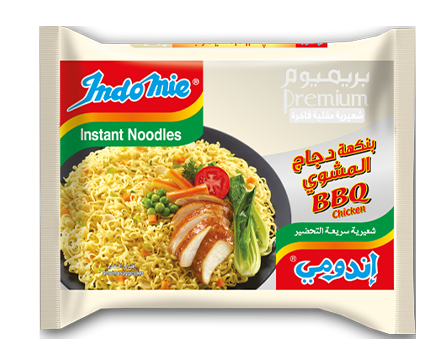 Indomie®
Instant Noodles
بريميوم
Premium
شعيرية مقلية فاخرة
بنكهة دجاج
المشوي
BBQ
Chicken
شعيرية سريعة التحضير
إندومي®